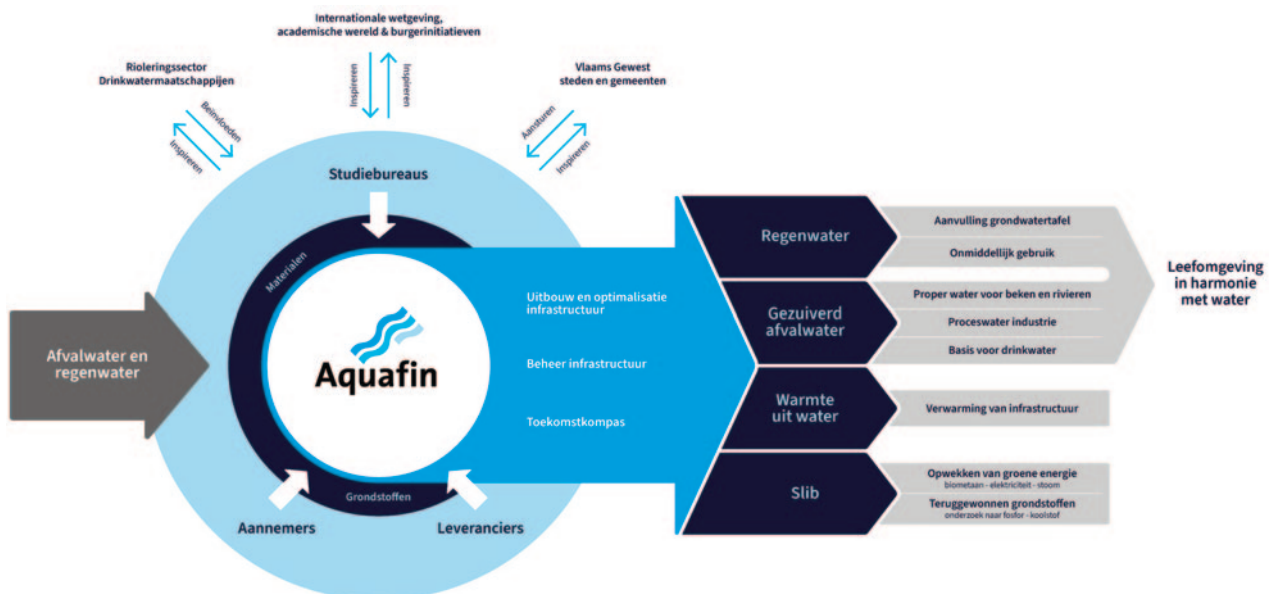 Internationale wetgeving,
academische wereld & burgerinitiatieven
Rioleringssector
Drinkwatermaatschappijen
Vlaams Gewest
steden en gemeenten
Beïnvloeden
Inspireren
Inspireren
Inspireren
Aansturen
Inspireren
Studiebureaus
Materialen
Afvalwater en
regenwater
Aquafin
Grondstoffen
Aannemers
Leveranciers
Uitbouw en optimalisatie
infrastructuur
Beheer infrastructuur
Toekomstkompas
Regenwater
Aanvulling grondwatertafel
Onmiddellijk gebruik
Gezuiverd
afvalwater
Proper water voor beken en rivieren
Proceswater industrie
Basis voor drinkwater
Leefomgeving
in harmonie
met water
Warmte
uit water
Verwarming van infrastructuur
Slib
Opwekken van groene energie
biometaan - elektriciteit - stoom
Teruggewonnen grondstoffen
onderzoek naar fosfor - koolstof